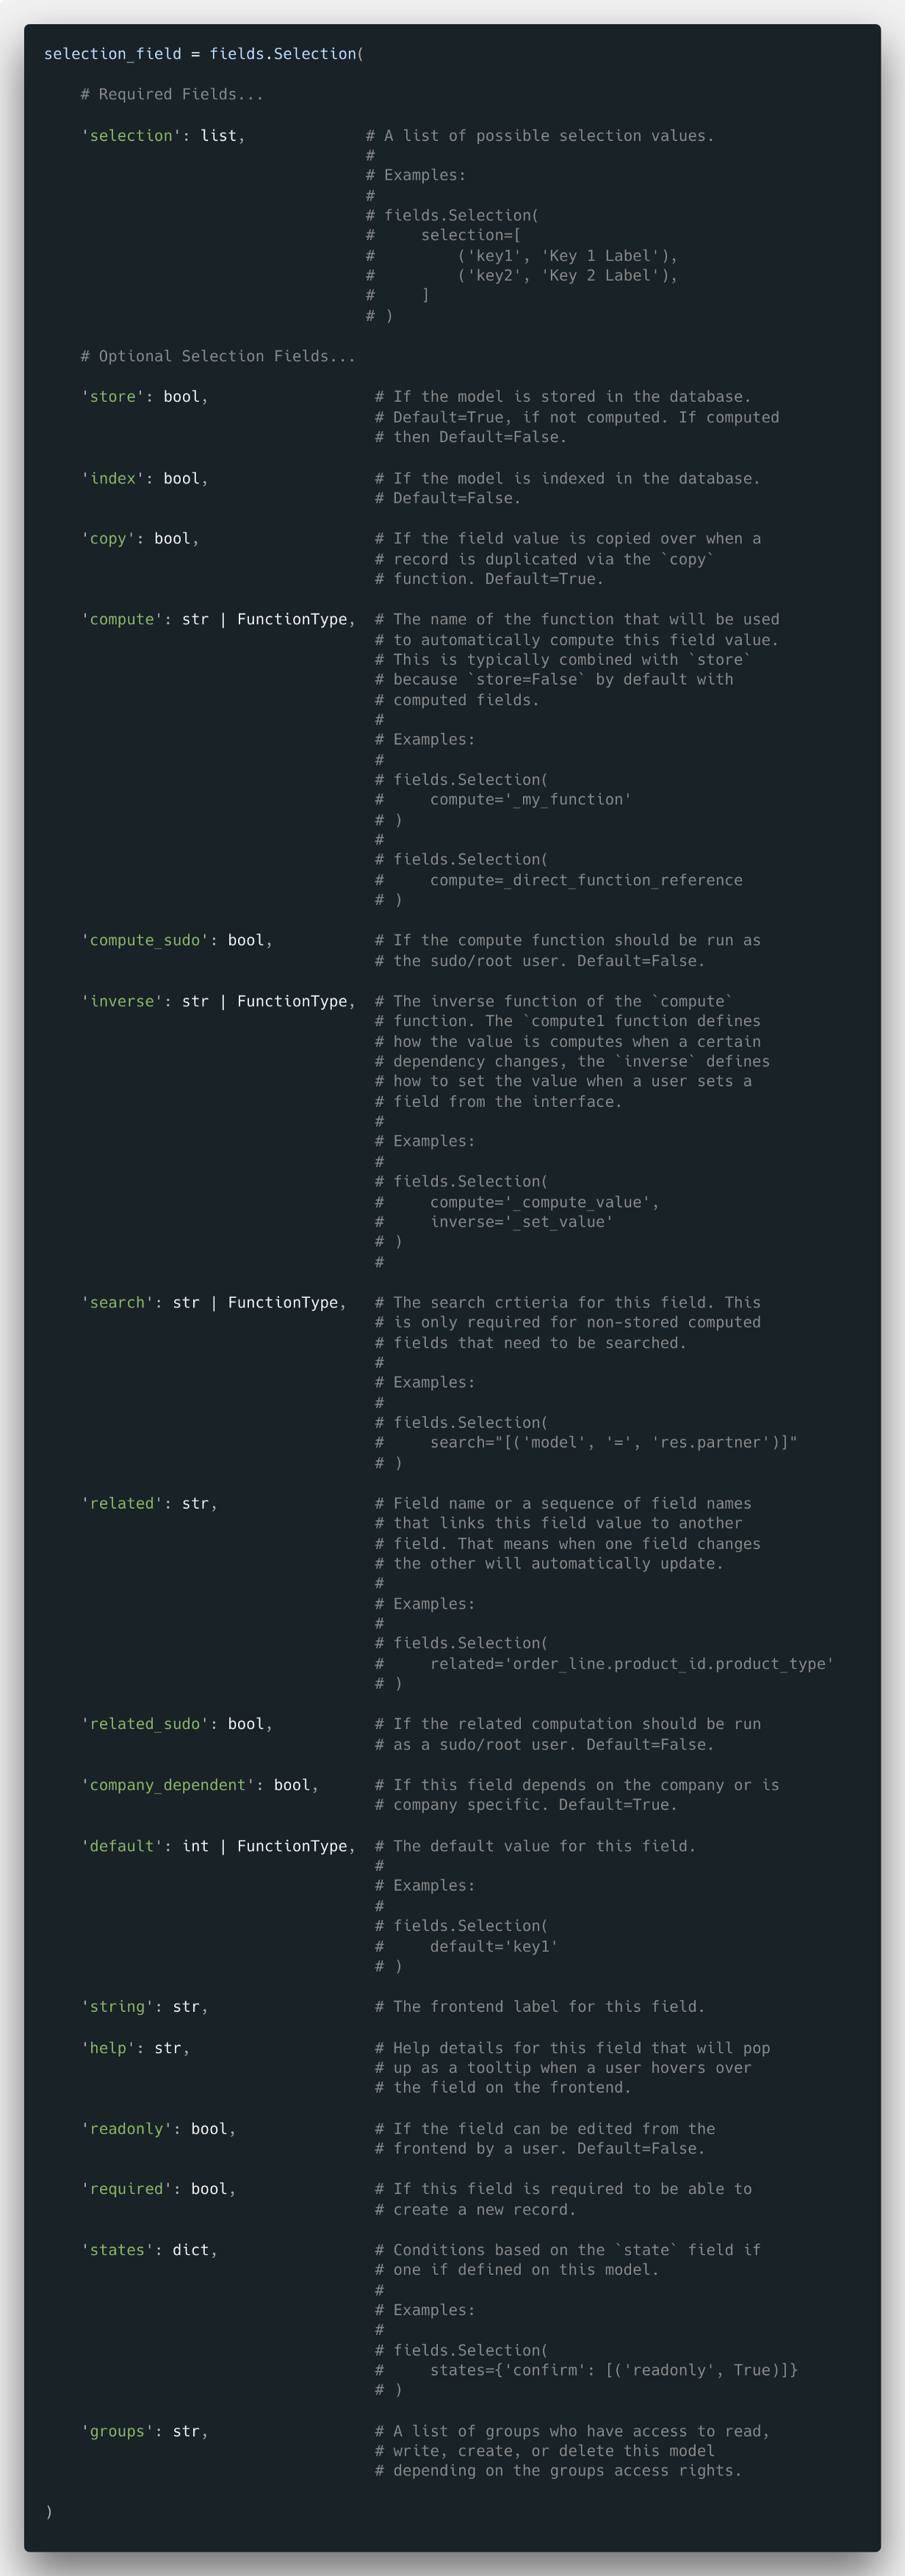 selection_field = fields.Selection(
# Required Fields...
'selection': list, # A list of possible selection values.
#
# Examples:
#
# fields.Selection(
# selection=[
# ('key1', 'Key 1 Label'),
# ('key2', 'Key 2 Label'),
# ]
# )
# Optional Selection Fields...
'store': bool, # If the model is stored in the database.
# Default=True, if not computed. If computed
# then Default=False.
'index': bool, # If the model is indexed in the database.
# Default=False.
'copy': bool, # If the field value is copied over when a
# record is duplicated via the `copy`
# function. Default=True.
'compute': str | FunctionType, # The name of the function that will be used
# to automatically compute this field value.
# This is typically combined with `store`
# because `store=False` by default with
# computed fields.
#
# Examples:
#
# fields.Selection(
# compute='_my_function'
# )
#
# fields.Selection(
# compute=_direct_function_reference
# )
'compute_sudo': bool, # If the compute function should be run as
# the sudo/root user. Default=False.
'inverse': str | FunctionType, # The inverse function of the `compute`
# function. The `compute1 function defines
# how the value is computes when a certain
# dependency changes, the `inverse` defines
# how to set the value when a user sets a
# field from the interface.
#
# Examples:
#
# fields.Selection(
# compute='_compute_value',
# inverse='_set_value'
# )
#
'search': str | FunctionType, # The search crtieria for this field. This
# is only required for non-stored computed
# fields that need to be searched.
#
# Examples:
#
# fields.Selection(
# search="[('model', '=', 'res.partner')]"
# )
'related': str, # Field name or a sequence of field names
# that links this field value to another
# field. That means when one field changes
# the other will automatically update.
#
# Examples:
#
# fields.Selection(
# related='order_line.product_id.product_type'
# )
'related_sudo': bool, # If the related computation should be run
# as a sudo/root user. Default=False.
'company_dependent': bool, # If this field depends on the company or is
# company specific. Default=True.
'default': int | FunctionType, # The default value for this field.
#
# Examples:
#
# fields.Selection(
# default='key1'
# )
'string': str, # The frontend label for this field.
'help': str, # Help details for this field that will pop
# up as a tooltip when a user hovers over
# the field on the frontend.
'readonly': bool, # If the field can be edited from the
# frontend by a user. Default=False.
'required': bool, # If this field is required to be able to
# create a new record.
'states': dict, # Conditions based on the `state` field if
# one if defined on this model.
#
# Examples:
#
# fields.Selection(
# states={'confirm': [('readonly', True)]}
# )
'groups': str, # A list of groups who have access to read,
# write, create, or delete this model
# depending on the groups access rights.
)